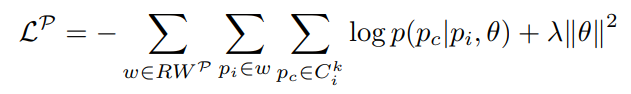 $$\mathcal{L}^{\mathcal{P}} = - \sum_{w \in RW^{\mathcal{P}}} \sum_{p_i \in w} \sum_{p_c \in C_i^k} \log p(p_c | p_i, \theta) + \lambda \|\theta\|^2$$